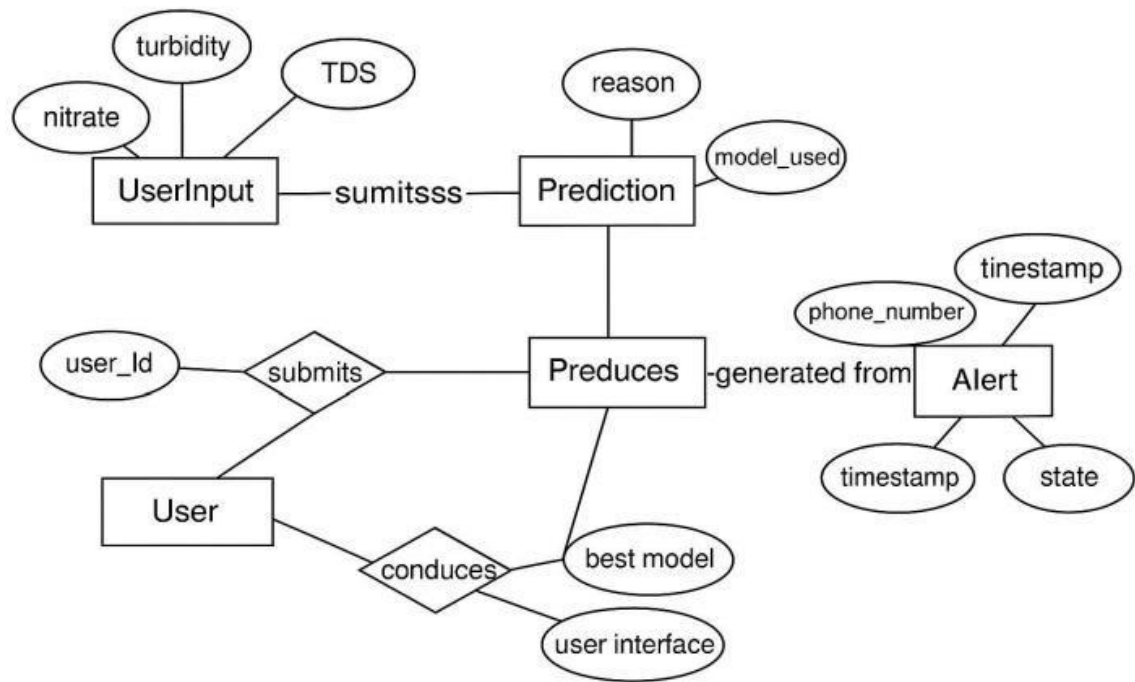 turbidity
TDS
nitrate
UserInput
sumitsss
reason
model_used
Prediction
tinestamp
phone_number
user_Id
submits
Preduces
-generated from
Alert
timestamp
state
User
conduces
best model
user interface